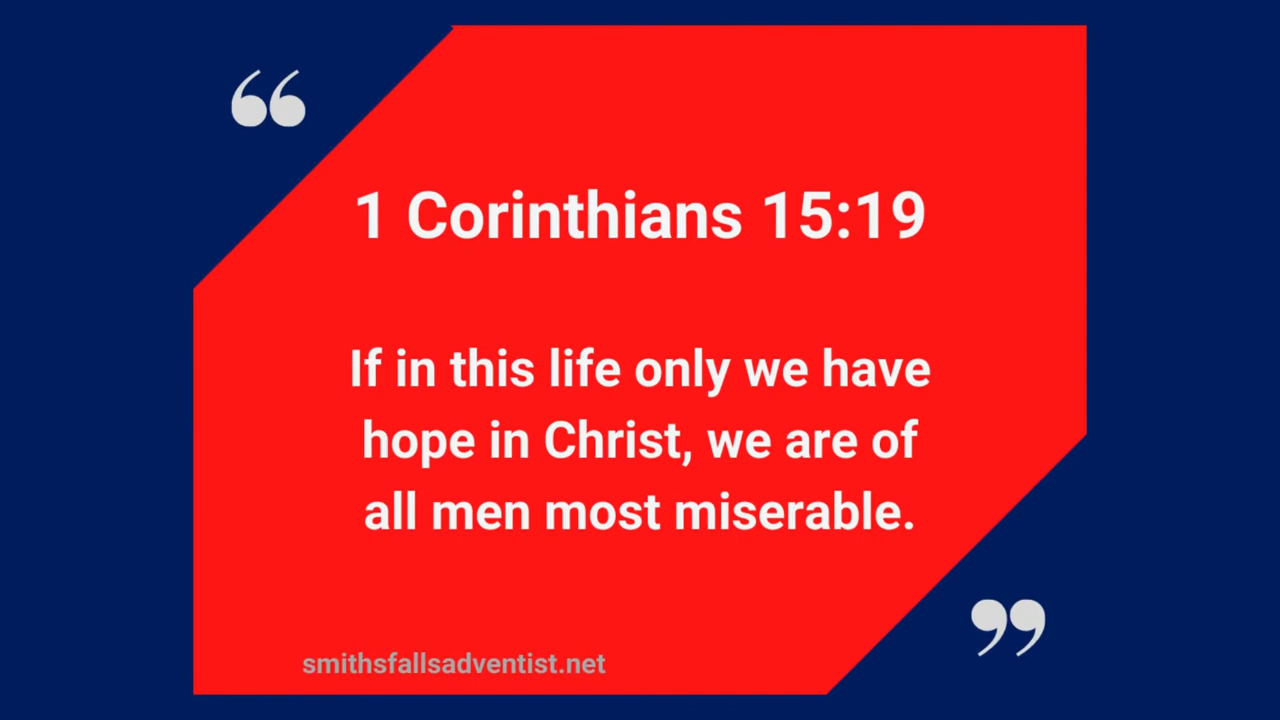 “
1 Corinthians 15:19
If in this life only we have
hope in Christ, we are of
all men most miserable.
”
smithsfallsadventist.net